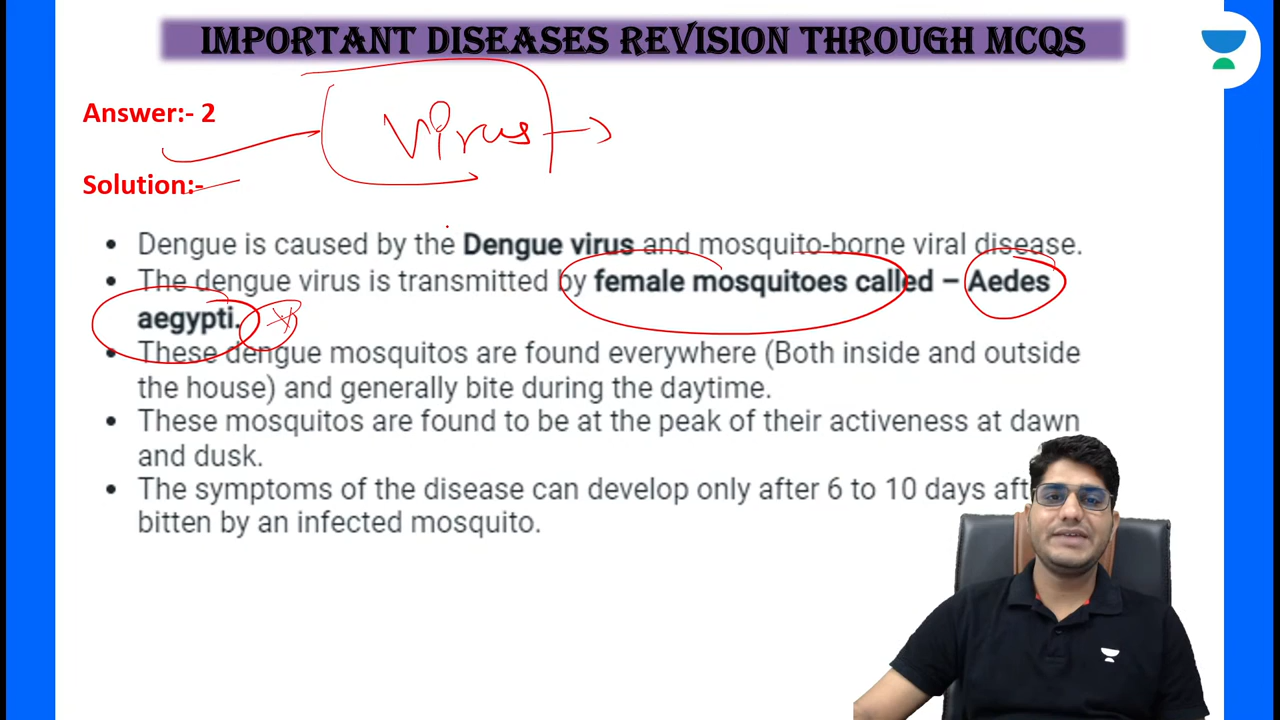 IMPORTANT DISEASES REVISION THROUGH MCQS
Answer:- 2
Virus
Solution:-
• Dengue is caused by the Dengue virus and mosquito-borne viral disease.
• The dengue virus is transmitted by female mosquitoes called – Aedes
aegypti.
• These dengue mosquitos are found everywhere (Both inside and outside
the house) and generally bite during the daytime.
• These mosquitos are found to be at the peak of their activeness at dawn
and dusk.
• The symptoms of the disease can develop only after 6 to 10 days aft
bitten by an infected mosquito.